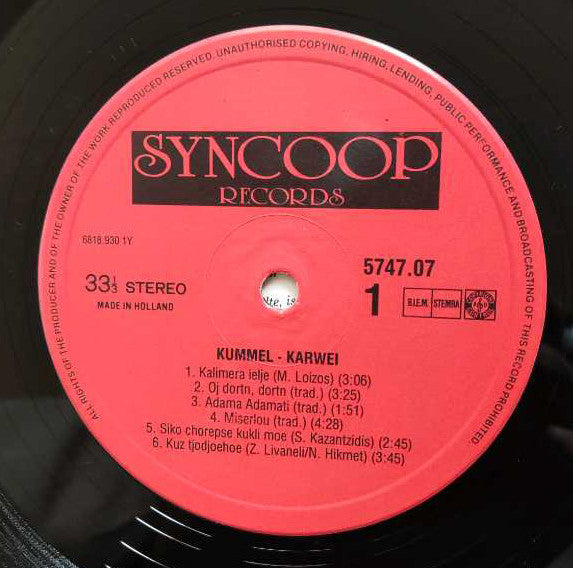 ALL RIGHTS OF THE PRODUCER AND OF THE OWNER OF THE WORK REPRODUCED RESERVED. UNAUTHORISED COPYING, HIRING, LENDING, PUBLIC PERFORMANCE AND BROADCASTING OF THIS RECORD PROHIBITED.
SYNCOOP
RECORDS
6818 930 1Y
33⅓ STEREO
MADE IN HOLLAND
5747.07
1
B.I.E.M. STEMRA
KUMMEL - KARWEI
1. Kalimera ielje (M. Loizos) (3:06)
2. Oj dortn, dortn (trad.) (3:25)
3. Adama Adamati (trad.) (1:51)
4. Miserlou (trad.) (4:28)
5. Siko chorepse kukli moe (S. Kazantzidis) (2:45)
6. Kuz tjodjoehoe (Z. Livaneli/N. Hikmet) (3:45)